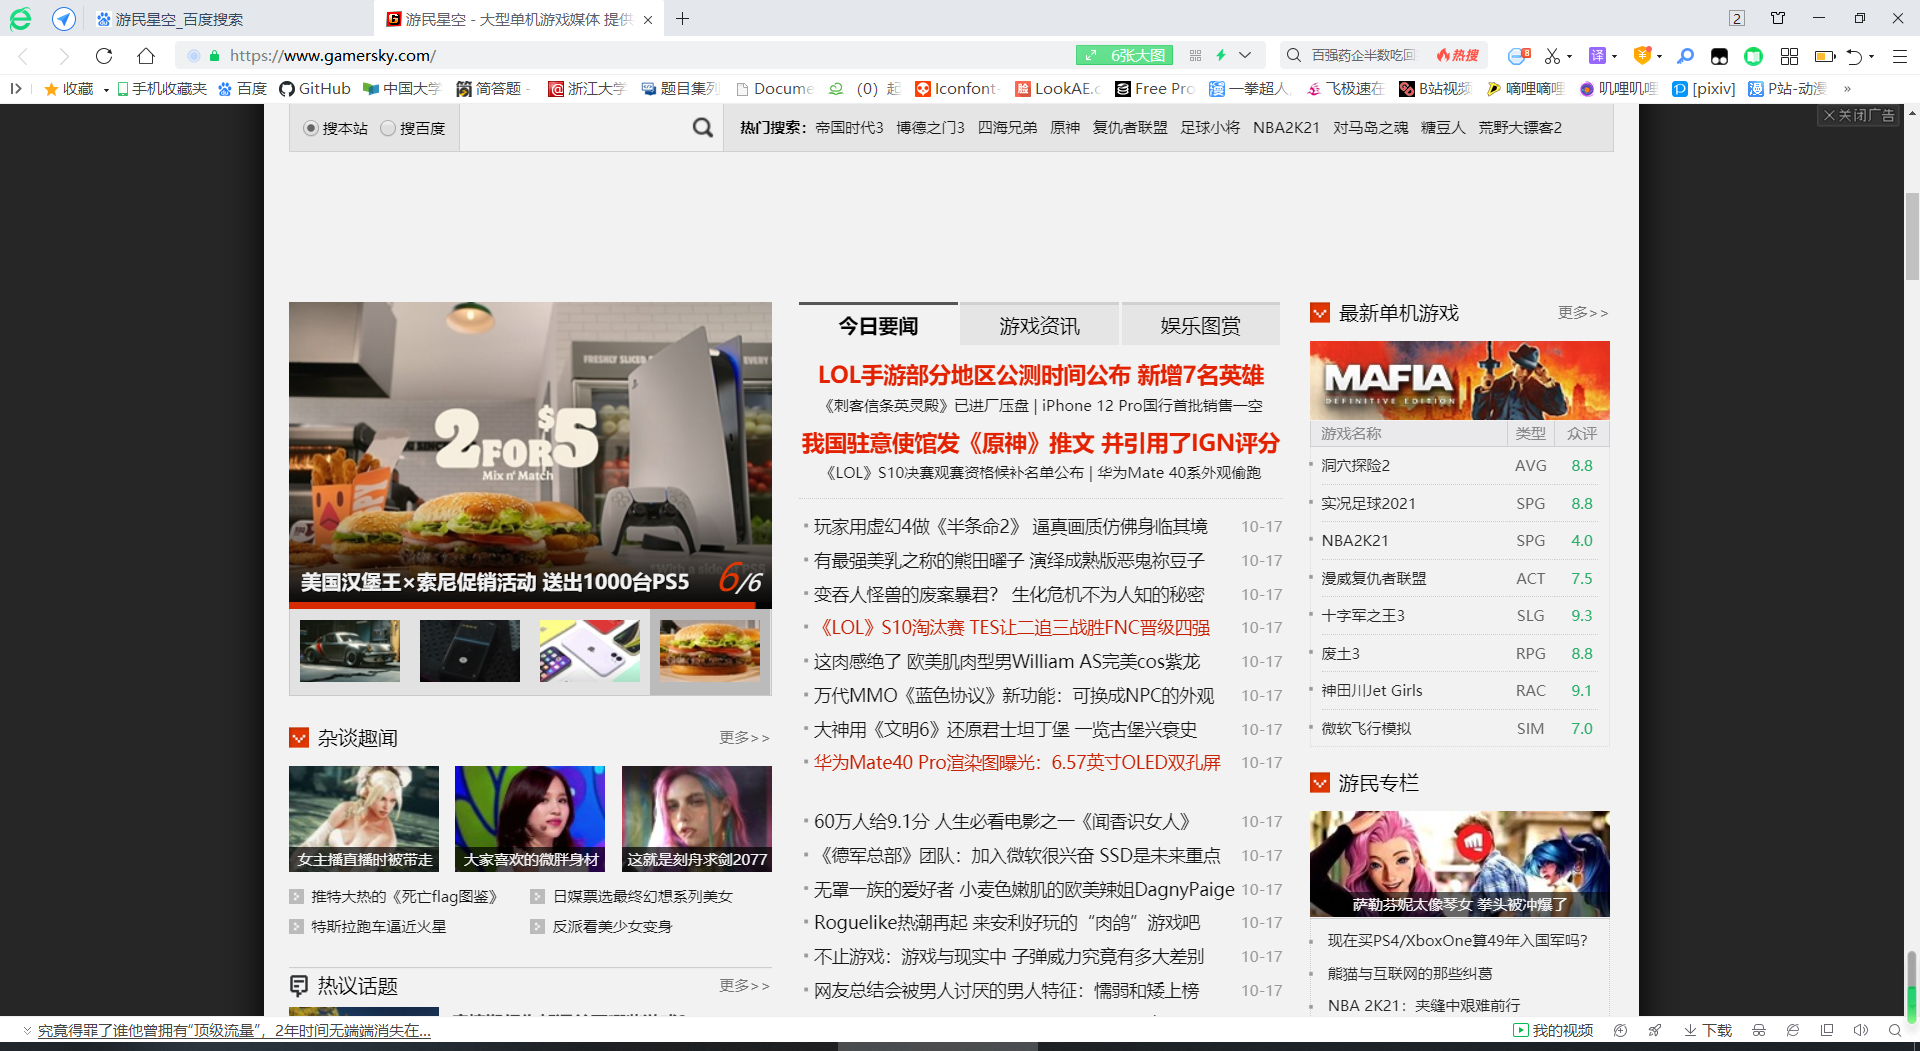 游民星空_百度搜索
游民星空 - 大型单机游戏媒体 提供
2
https://www.gamersky.com/
6张大图
百强药企半数吃回
热搜
8
译
收藏
手机收藏夹
百度
GitHub
中国大学
简答题 -
浙江大学
题目集列
Docume
（0）起
Iconfont-
LookAE.c
Free Pro
一拳超人
飞极速在
B站视频
嘀哩嘀哩
叽哩叽哩
[pixiv]
P站-动漫
»
关闭广告
搜本站 搜百度
热门搜索： 帝国时代3 博德之门3 四海兄弟 原神 复仇者联盟 足球小将 NBA2K21 对马岛之魂 糖豆人 荒野大镖客2
FRESHLY SLICED
EVERY
2 FOR $5
Mix n' Match
美国汉堡王×索尼促销活动 送出1000台PS5
6/6
杂谈趣闻 更多>>
女主播直播时被带走
大家喜欢的微胖身材
这就是刻舟求剑2077
推特大热的《死亡flag图鉴》
日媒票选最终幻想系列美女
特斯拉跑车逼近火星
反派看美少女变身
热议话题 更多>>
今日要闻 游戏资讯 娱乐图赏
LOL手游部分地区公测时间公布 新增7名英雄
《刺客信条英灵殿》已进厂压盘 | iPhone 12 Pro国行首批销售一空
我国驻意使馆发《原神》推文 并引用了IGN评分
《LOL》S10决赛观赛资格候补名单公布 | 华为Mate 40系外观偷跑
玩家用虚幻4做《半条命2》 逼真画质仿佛身临其境 10-17
有最强美乳之称的熊田曜子 演绎成熟版恶鬼祢豆子 10-17
变吞人怪兽的废案暴君？ 生化危机不为人知的秘密 10-17
《LOL》S10淘汰赛 TES让二追三战胜FNC晋级四强 10-17
这肉感绝了 欧美肌肉型男William AS完美cos紫龙 10-17
万代MMO《蓝色协议》新功能：可换成NPC的外观 10-17
大神用《文明6》还原君士坦丁堡 一览古堡兴衰史 10-17
华为Mate40 Pro渲染图曝光：6.57英寸OLED双孔屏 10-17
60万人给9.1分 人生必看电影之一《闻香识女人》 10-17
《德军总部》团队：加入微软很兴奋 SSD是未来重点 10-17
无罩一族的爱好者 小麦色嫩肌的欧美辣姐DagnyPaige 10-17
Roguelike热潮再起 来安利好玩的“肉鸽”游戏吧 10-17
不止游戏：游戏与现实中 子弹威力究竟有多大差别 10-17
网友总结会被男人讨厌的男人特征：懦弱和矮上榜 10-17
最新单机游戏 更多>>
MAFIA
DEFINITIVE EDITION
游戏名称 类型 众评
洞穴探险2 AVG 8.8
实况足球2021 SPG 8.8
NBA2K21 SPG 4.0
漫威复仇者联盟 ACT 7.5
十字军之王3 SLG 9.3
废土3 RPG 8.8
神田川Jet Girls RAC 9.1
微软飞行模拟 SIM 7.0
游民专栏
萨勒芬妮太像琴女 拳头被冲爆了
现在买PS4/XboxOne算49年入国军吗？
熊猫与互联网的那些纠葛
NBA 2K21：夹缝中艰难前行
究竟得罪了谁他曾拥有“顶级流量”，2年时间无端端消失在...
我的视频
下载